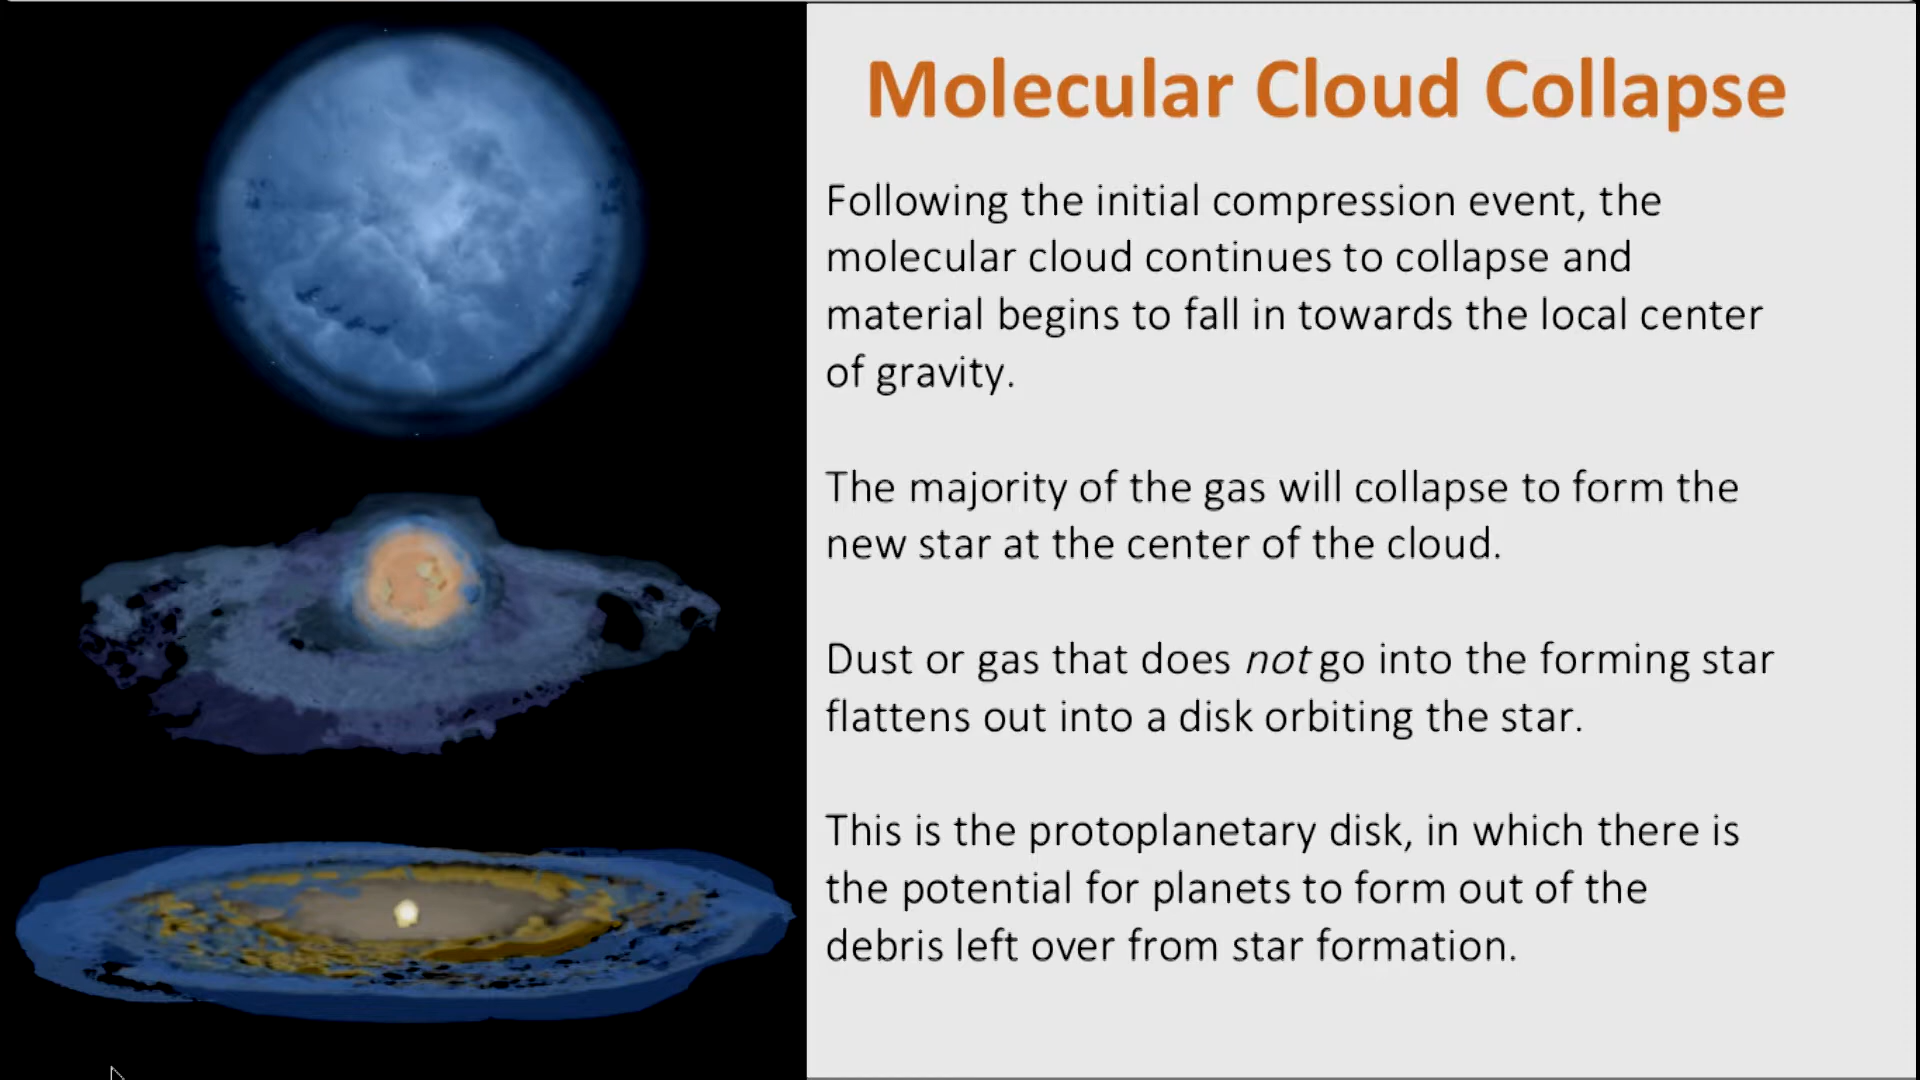 Molecular Cloud Collapse
Following the initial compression event, the
molecular cloud continues to collapse and
material begins to fall in towards the local center
of gravity.
The majority of the gas will collapse to form the
new star at the center of the cloud.
Dust or gas that does not go into the forming star
flattens out into a disk orbiting the star.
This is the protoplanetary disk, in which there is
the potential for planets to form out of the
debris left over from star formation.